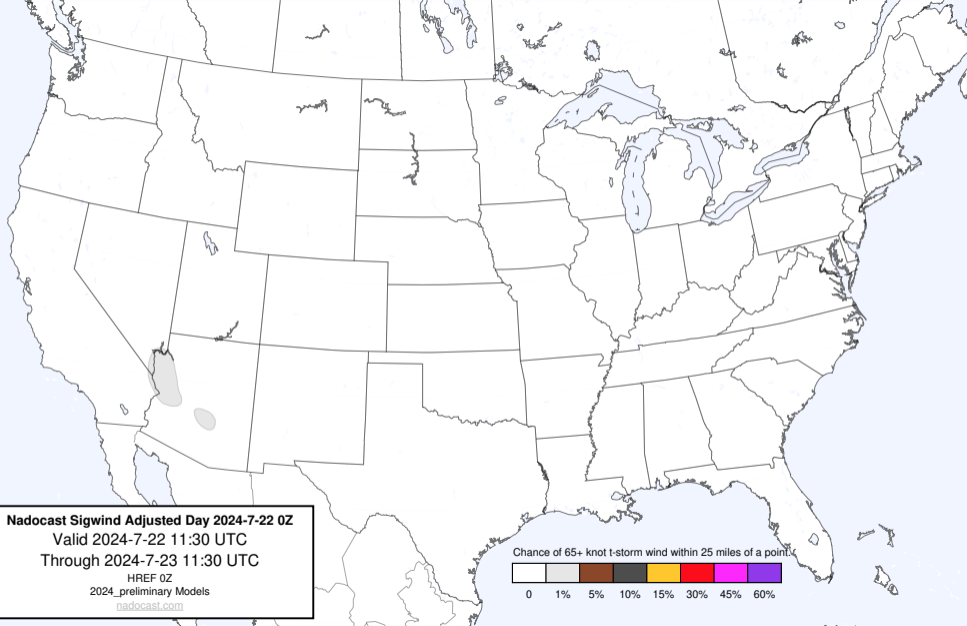 Nadocast Sigwind Adjusted Day 2024-7-22 0Z
Valid 2024-7-22 11:30 UTC
Through 2024-7-23 11:30 UTC
HREF 0Z
2024_preliminary Models
nadocast.com
Chance of 65+ knot t-storm wind within 25 miles of a point.
0 1% 5% 10% 15% 30% 45% 60%